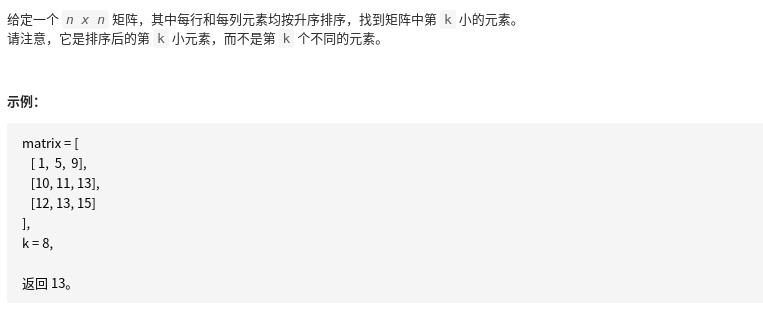 给定一个 n x n 矩阵，其中每行和每列元素均按升序排序，找到矩阵中第 k 小的元素。
请注意，它是排序后的第 k 小元素，而不是第 k 个不同的元素。
示例：
matrix = [
[ 1, 5, 9],
[10, 11, 13],
[12, 13, 15]
],
k = 8,
返回 13。